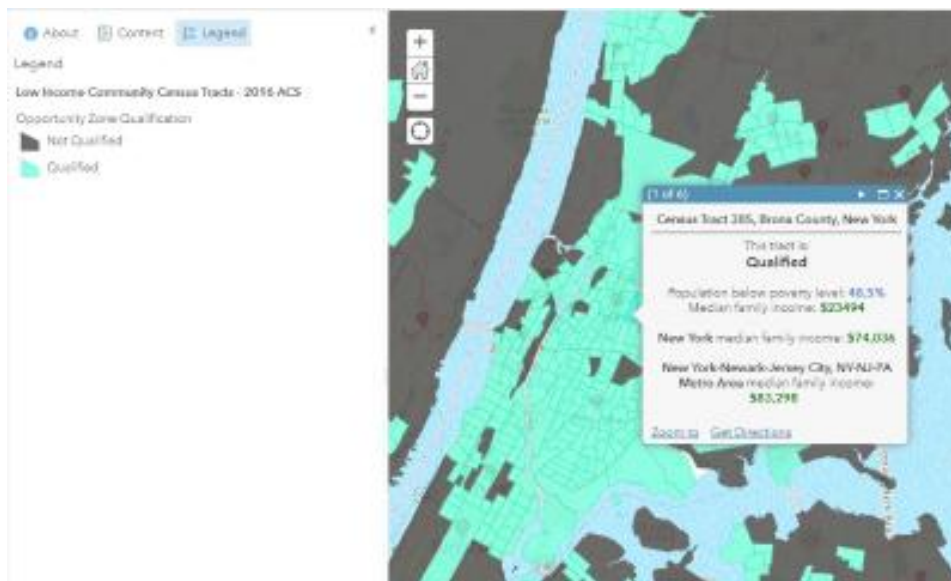 About Content Legend
Legend
Low Income Community Census Tracts - 2016 ACS
Opportunity Zone Qualification
Not Qualified
Qualified
(1 of 6)
Census Tract 385, Bronx County, New York
This tract is
Qualified
Population below poverty level: 46.5%
Median family income: $23494
New York median family income: $74,036
New York-Newark-Jersey City, NY-NJ-PA
Metro Area median family income:
$83,298
Zoom to Get Directions